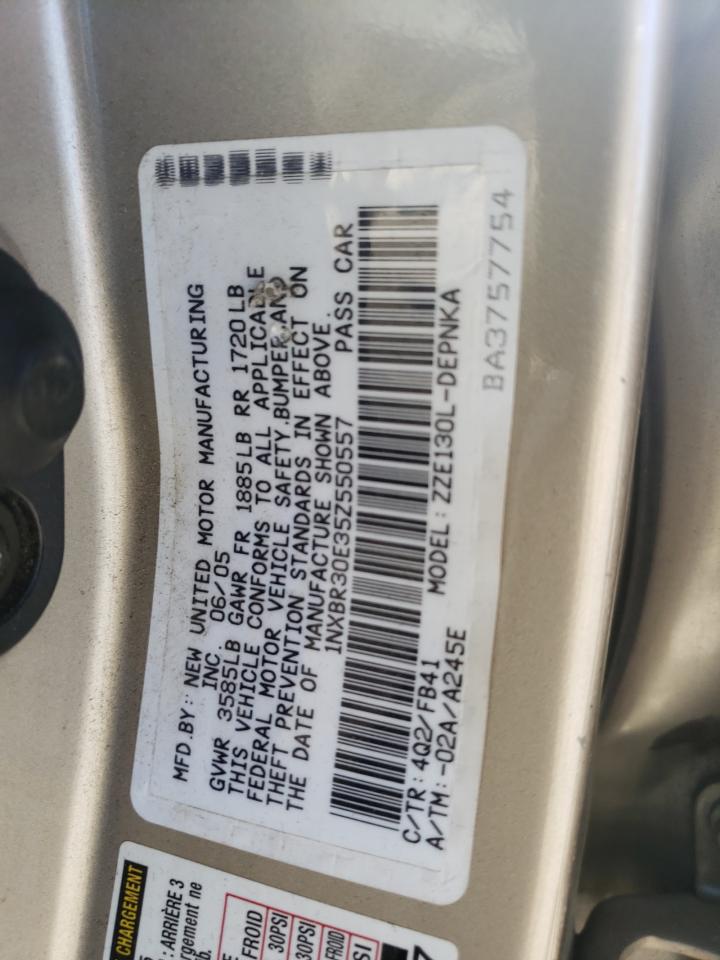 MFD.BY: NEW UNITED MOTOR MANUFACTURING
INC. 06/05
GVWR 3585LB GAWR FR 1885LB RR 1720LB
THIS VEHICLE CONFORMS TO ALL APPLICABLE
FEDERAL MOTOR VEHICLE SAFETY,BUMPER,AND
THEFT PREVENTION STANDARDS IN EFFECT ON
THE DATE OF MANUFACTURE SHOWN ABOVE.
1NXBR30E35Z550557 PASS CAR
C/TR: 4Q2/FB41 MODEL: ZZE130L-DEPNKA
A/TM:-02A/A245E
BA3757754
CHARGEMENT
: ARRIÈRE 3
rgement ne
FROID
30PSI
30PSI
FROID